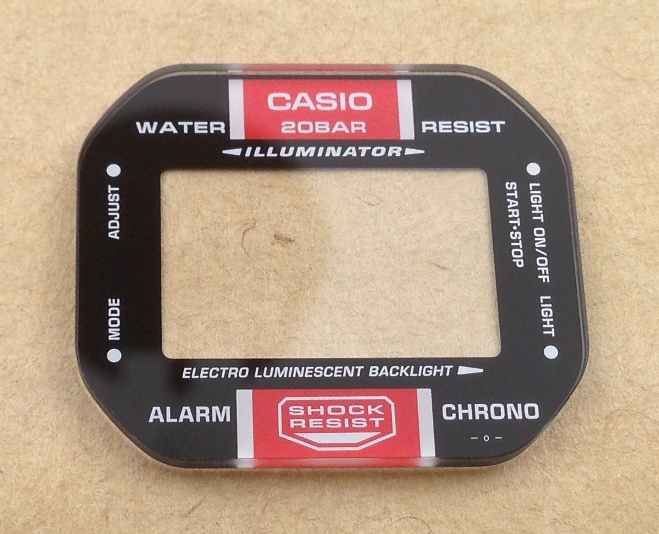 CASIO
WATER 20BAR RESIST
ILLUMINATOR
ADJUST
MODE
LIGHT ON/OFF LIGHT
START•STOP
ELECTRO LUMINESCENT BACKLIGHT
ALARM SHOCK CHRONO
RESIST
– o –